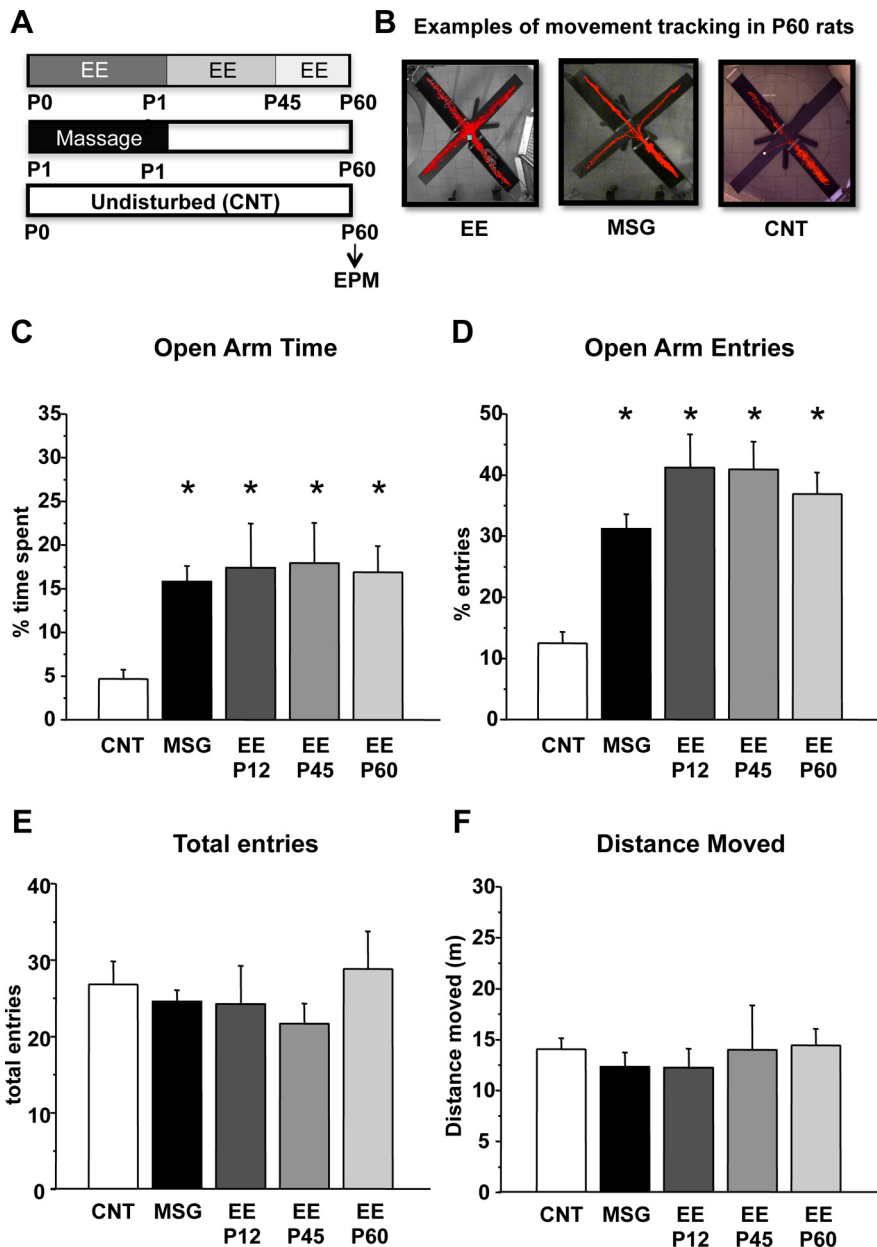 A
EE EE EE
P0 P1 P45 P60
Massage
P1 P1 P60
Undisturbed (CNT)
P0 P60
EPM
B Examples of movement tracking in P60 rats
EE MSG CNT
C
Open Arm Time
35
30
25
20
15
10
5
0
% time spent
* * * *
CNT MSG EE EE EE
P12 P45 P60
D
Open Arm Entries
50
40
30
20
10
0
% entries
* * * *
CNT MSG EE EE EE
P12 P45 P60
E
Total entries
40
30
20
10
0
total entries
CNT MSG EE EE EE
P12 P45 P60
F
Distance Moved
30
25
20
15
10
5
0
Distance moved (m)
CNT MSG EE EE EE
P12 P45 P60